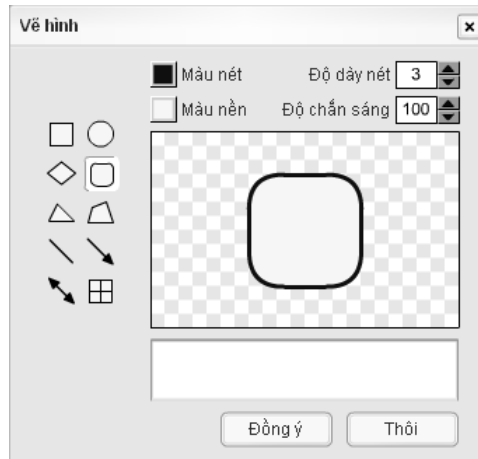 Vẽ hình
Màu nét Độ dày nét 3
Màu nền Độ chắn sáng 100
Đồng ý Thôi